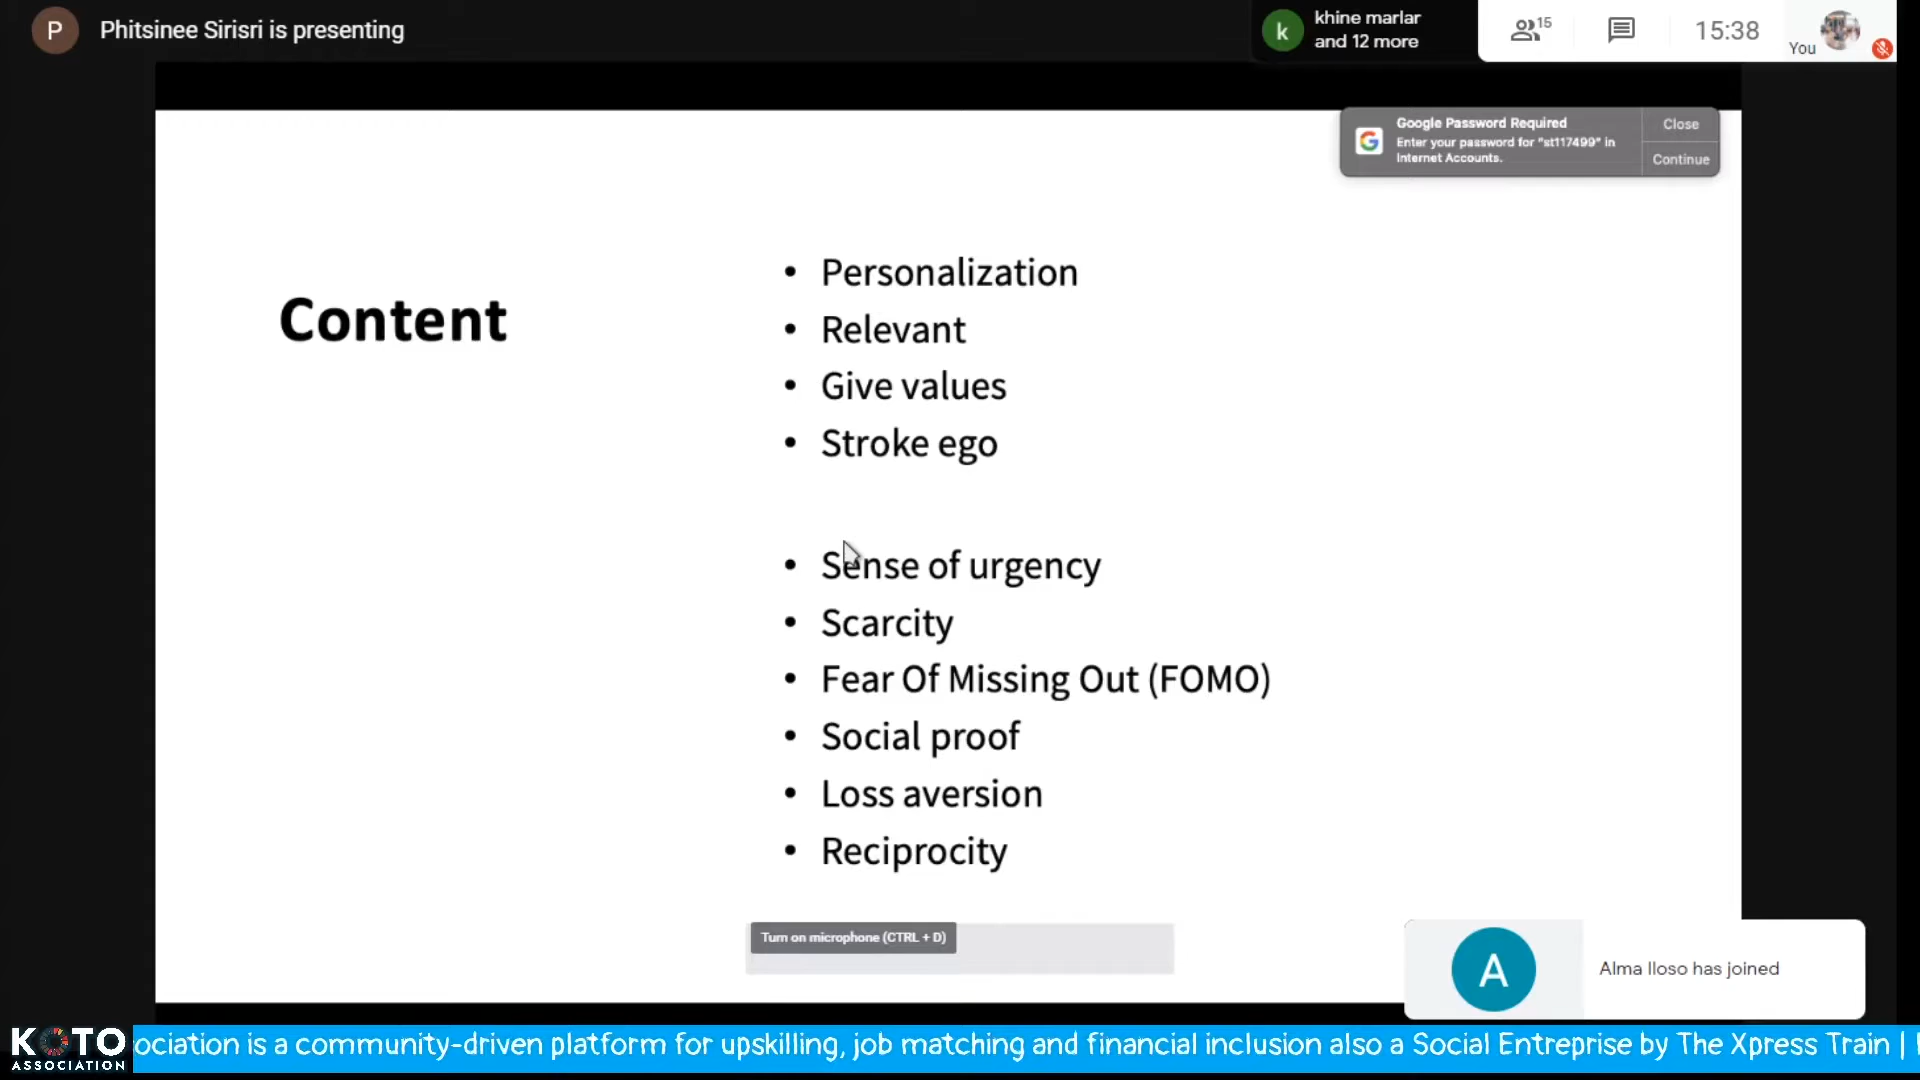 P
Phitsinee Sirisri is presenting
k
khine marlar
and 12 more
15
15:38
You
Google Password Required
Enter your password for "st117499" in
Internet Accounts.
Close
Continue
Content
• Personalization
• Relevant
• Give values
• Stroke ego
• Sense of urgency
• Scarcity
• Fear Of Missing Out (FOMO)
• Social proof
• Loss aversion
• Reciprocity
Turn on microphone (CTRL + D)
A
Alma Iloso has joined
KOTO
ASSOCIATION
ociation is a community-driven platform for upskilling, job matching and financial inclusion also a Social Entreprise by The Xpress Train |